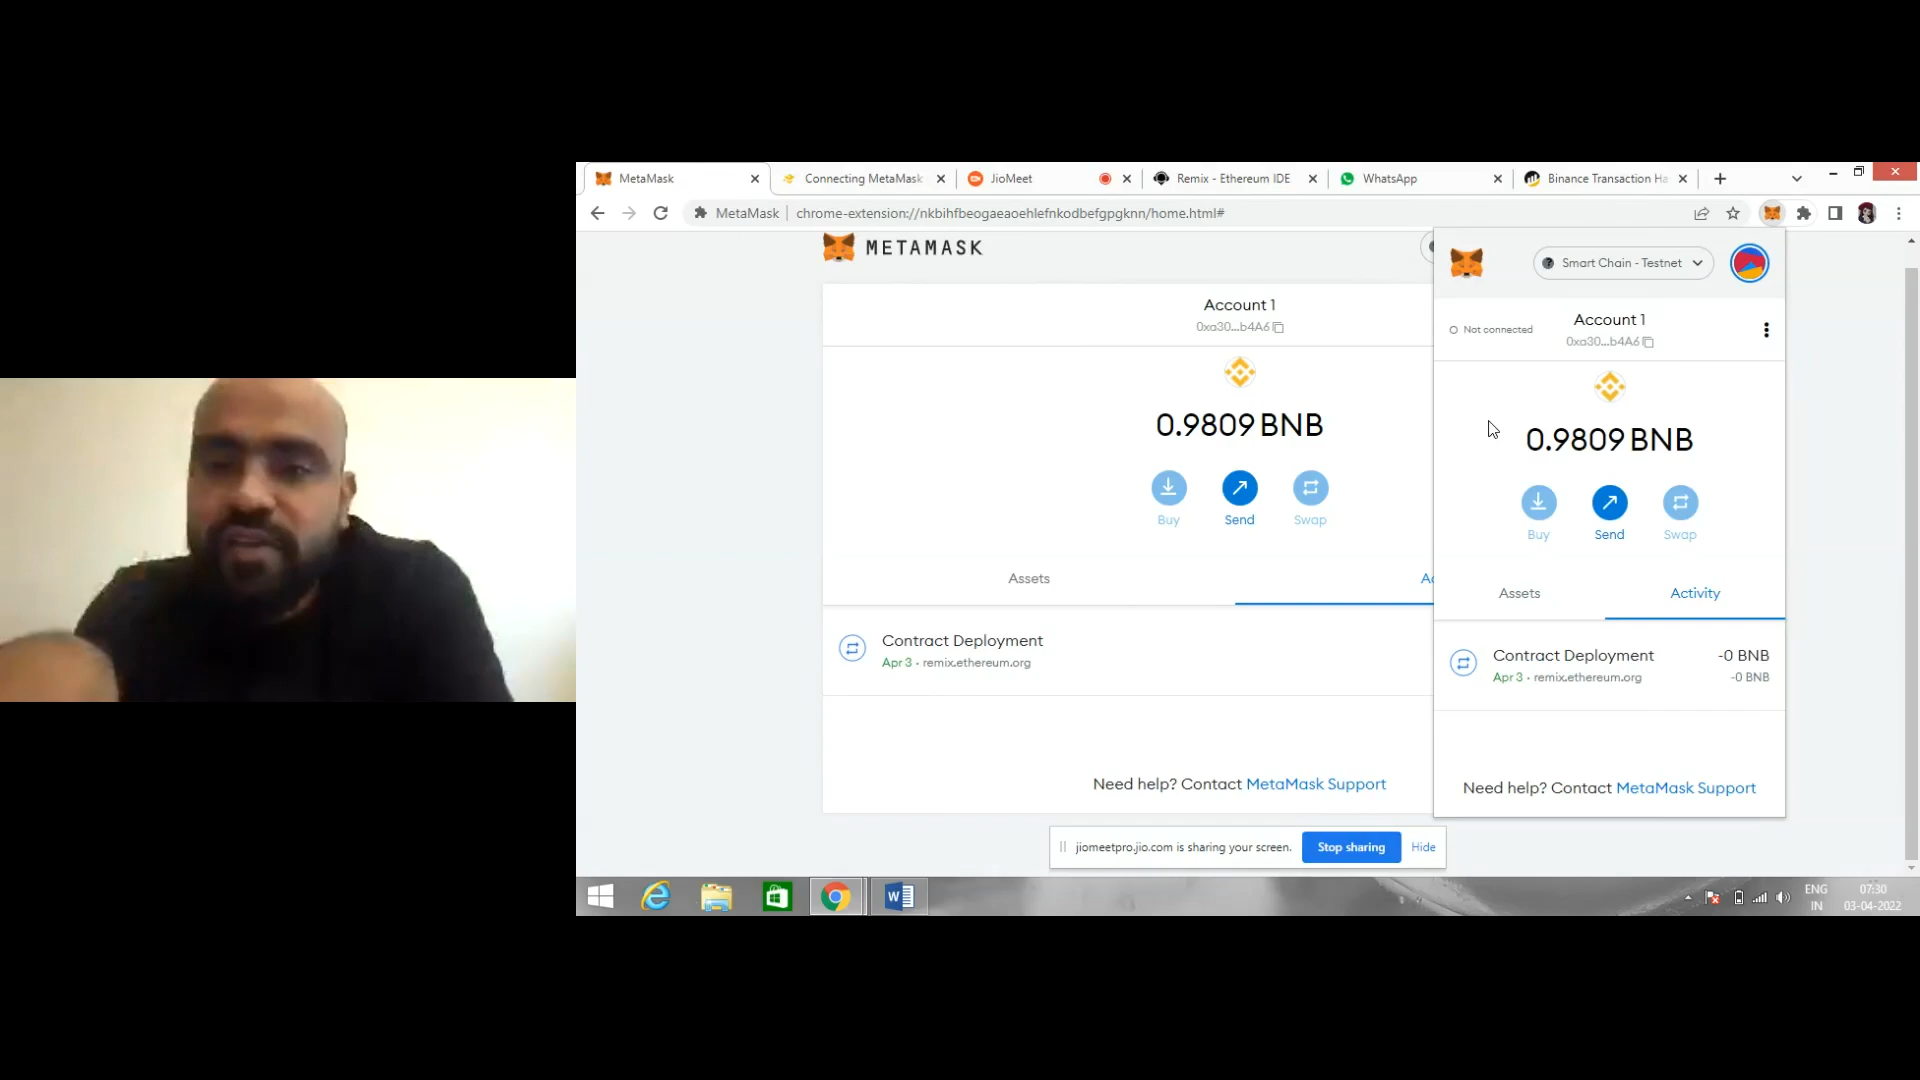 MetaMask
Connecting MetaMask
JioMeet
Remix - Ethereum IDE
WhatsApp
Binance Transaction Ha
MetaMask
chrome-extension://nkbihfbeogaeaoehlefnkodbefgpgknn/home.html#
METAMASK
Account 1
0xa30...b4A6
0.9809 BNB
Buy
Send
Swap
Assets
Ac
Contract Deployment
Apr 3 · remix.ethereum.org
Need help? Contact MetaMask Support
Smart Chain - Testnet
Not connected
Account 1
0xa30...b4A6
0.9809 BNB
Buy
Send
Swap
Assets
Activity
Contract Deployment
-0 BNB
Apr 3 · remix.ethereum.org
-0 BNB
Need help? Contact MetaMask Support
jiomeetpro.jio.com is sharing your screen.
Stop sharing
Hide
ENG
IN
07:30
03-04-2022